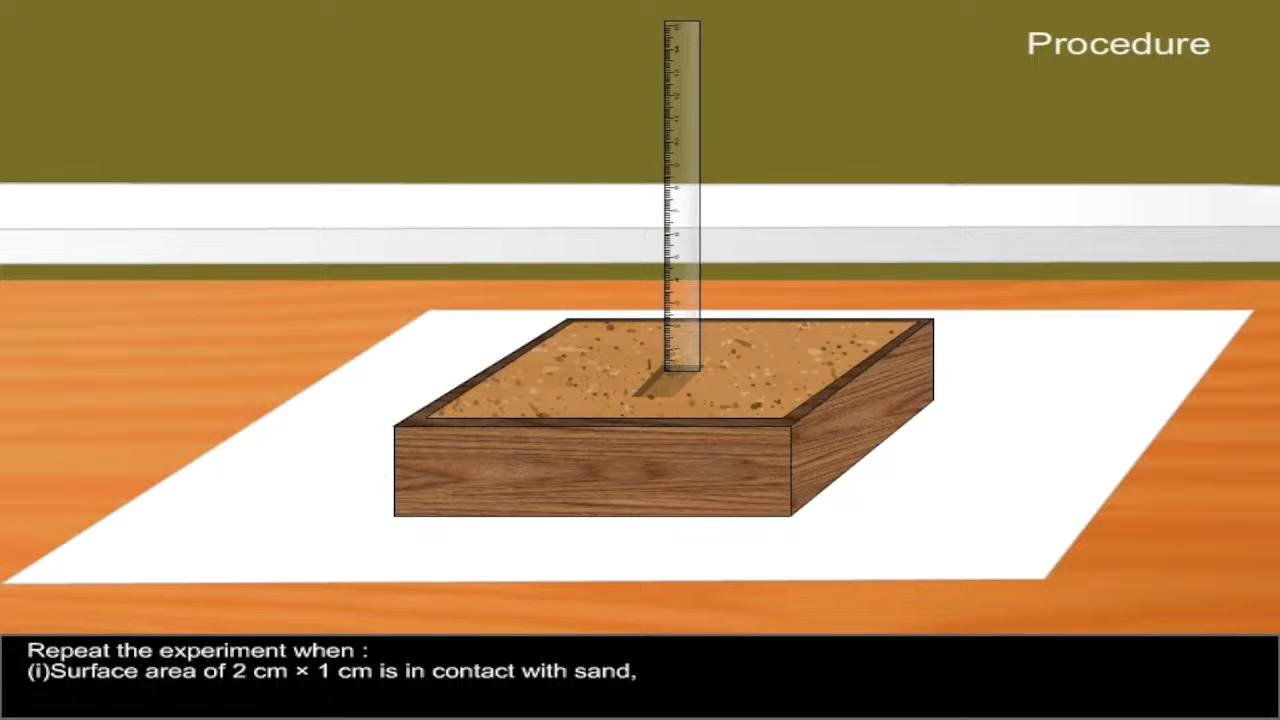 Procedure
Repeat the experiment when :
(i)Surface area of 2 cm × 1 cm is in contact with sand,